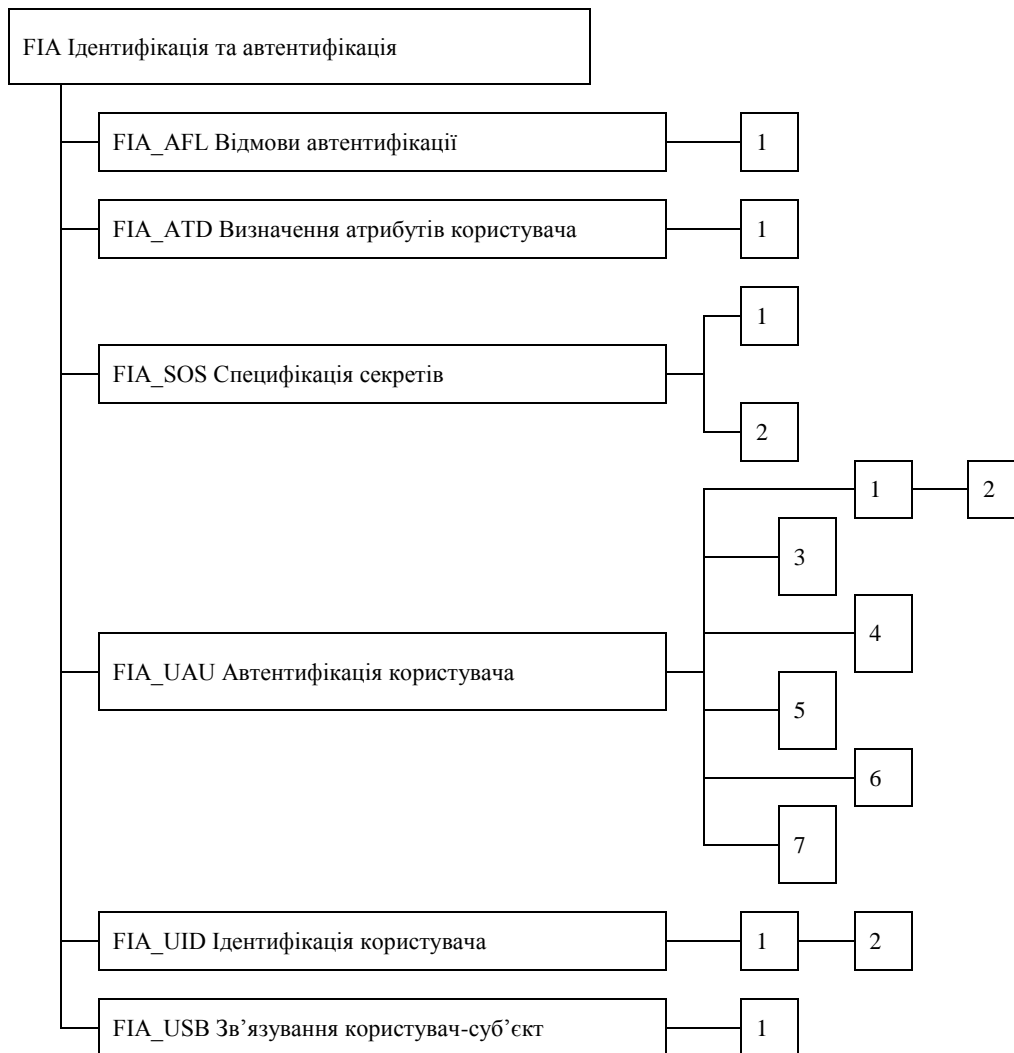 FIA Ідентифікація та автентифікація
FIA_AFL Відмови автентифікації
1
FIA_ATD Визначення атрибутів користувача
1
1
FIA_SOS Специфікація секретів
2
1
2
3
4
FIA_UAU Автентифікація користувача
5
6
7
FIA_UID Ідентифікація користувача
1
2
FIA_USB Зв’язування користувач-суб’єкт
1